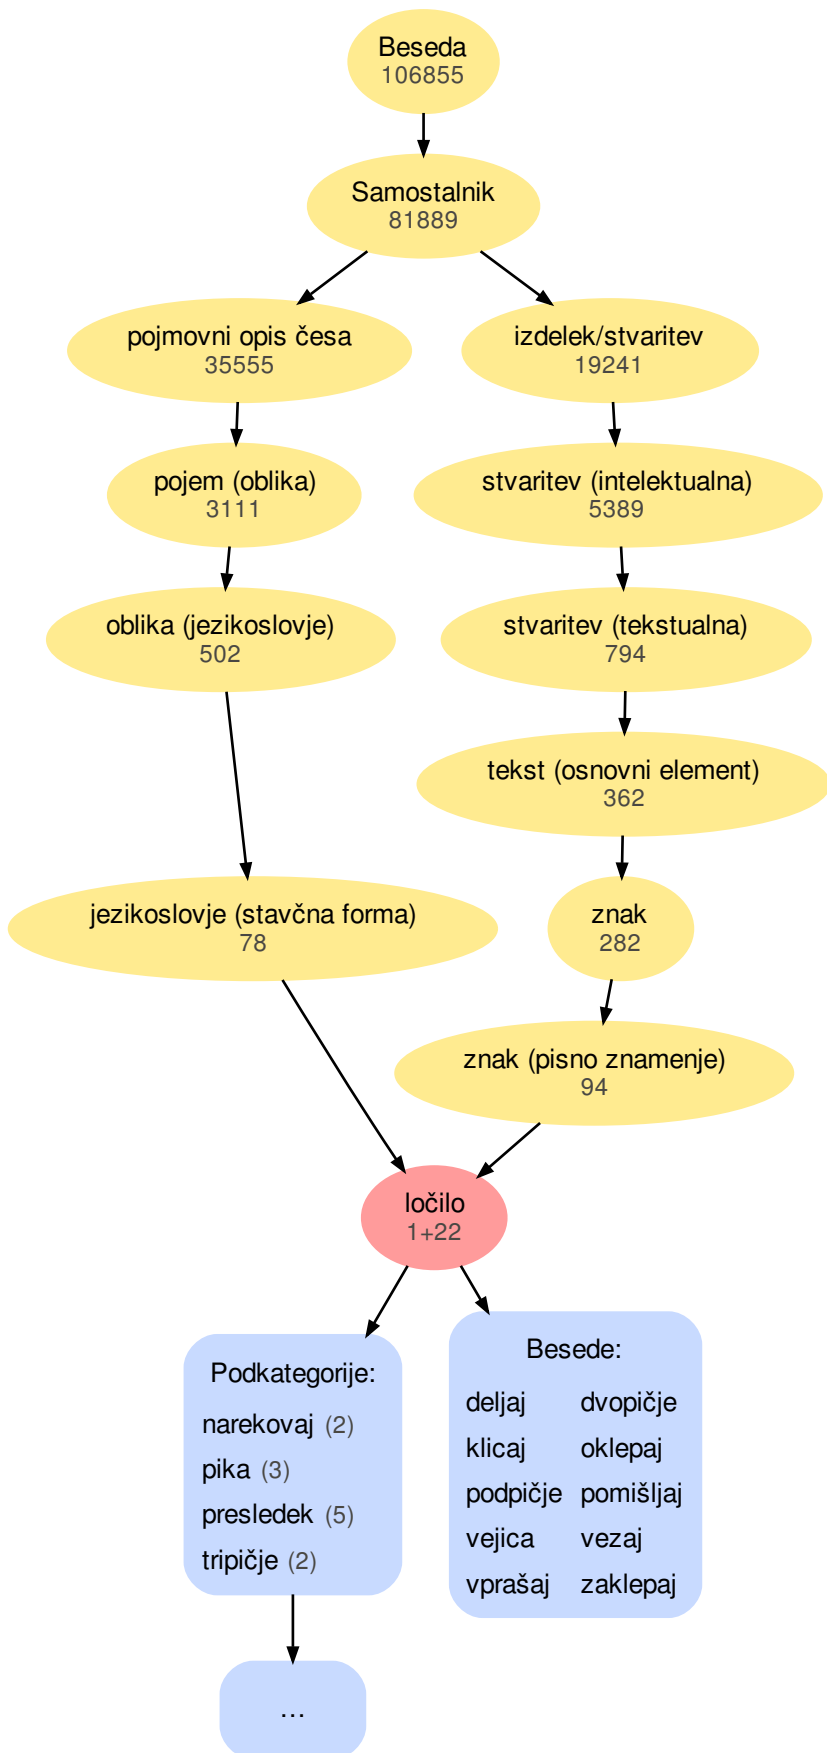 Beseda
106855
Samostalnik
81889
pojmovni opis česa
35555
izdelek/stvaritev
19241
pojem (oblika)
3111
stvaritev (intelektualna)
5389
oblika (jezikoslovje)
502
stvaritev (tekstualna)
794
tekst (osnovni element)
362
jezikoslovje (stavčna forma)
78
znak
282
znak (pisno znamenje)
94
ločilo
1+22
Podkategorije:
narekovaj (2)
pika (3)
presledek (5)
tripičje (2)
...
Besede:
deljaj dvopičje
klicaj oklepaj
podpičje pomišljaj
vejica vezaj
vprašaj zaklepaj